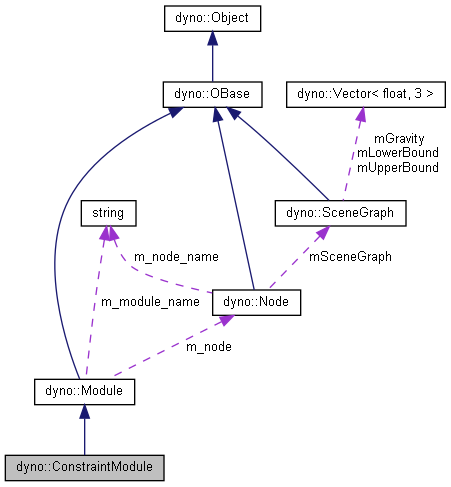 dyno::Object
dyno::OBase
dyno::Vector< float, 3 >
mGravity
mLowerBound
mUpperBound
string
dyno::SceneGraph
m_node_name
mSceneGraph
m_module_name
dyno::Node
m_node
dyno::Module
dyno::ConstraintModule